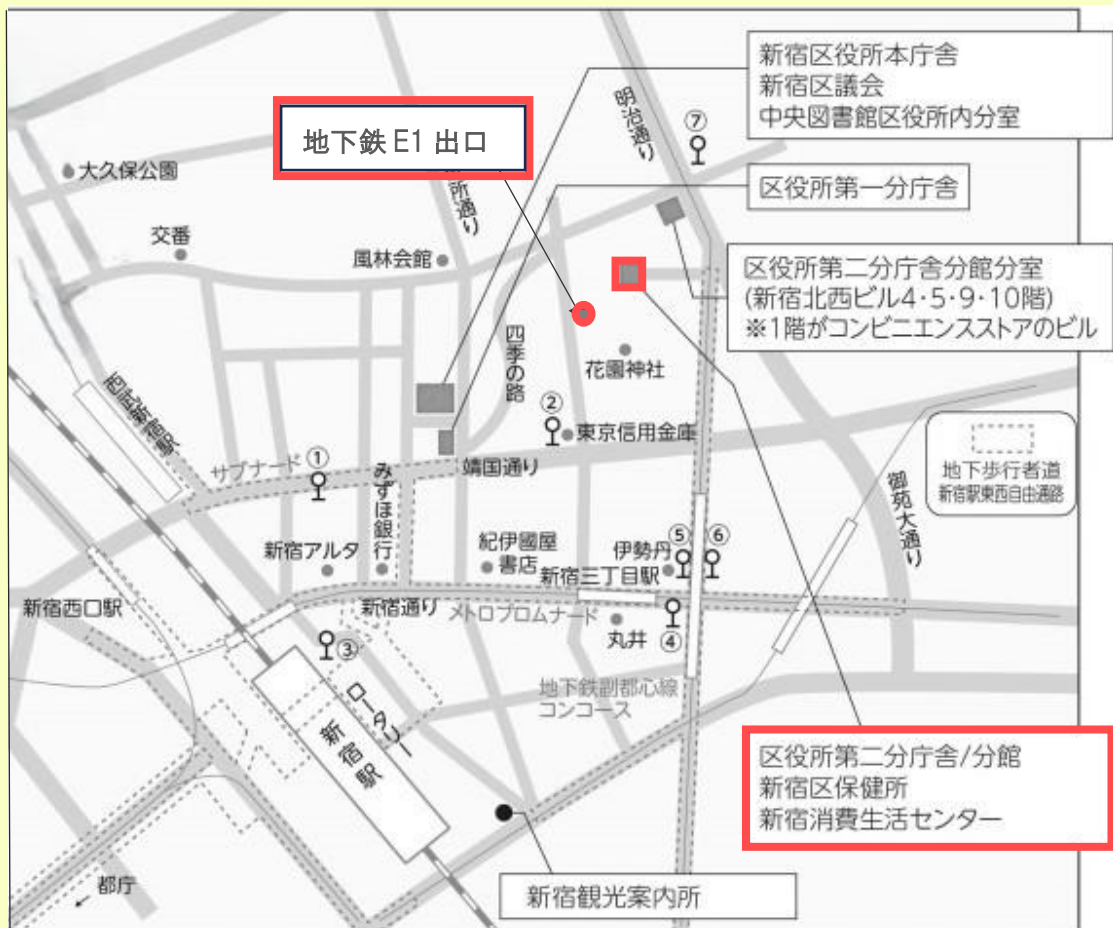 新宿区役所本庁舎
新宿区議会
中央図書館区役所内分室
明治通り
⑦
地下鉄 E1 出口
大久保公園
所通り
区役所第一分庁舎
交番
風林会館
区役所第二分庁舎分館分室
(新宿北西ビル4・5・9・10階)
※1階がコンビニエンスストアのビル
四季の路
花園神社
西武新宿駅
②
東京信用金庫
サブナード
①
靖国通り
みずほ銀行
地下歩行者道
新宿駅東西自由通路
御苑大通り
新宿アルタ
紀伊國屋
書店
伊勢丹
⑤
⑥
新宿三丁目駅
新宿西口駅
新宿通り
メトロプロムナード
丸井
④
③
ロータリー
地下鉄副都心線
コンコース
新宿駅
区役所第二分庁舎/分館
新宿区保健所
新宿消費生活センター
都庁
新宿観光案内所